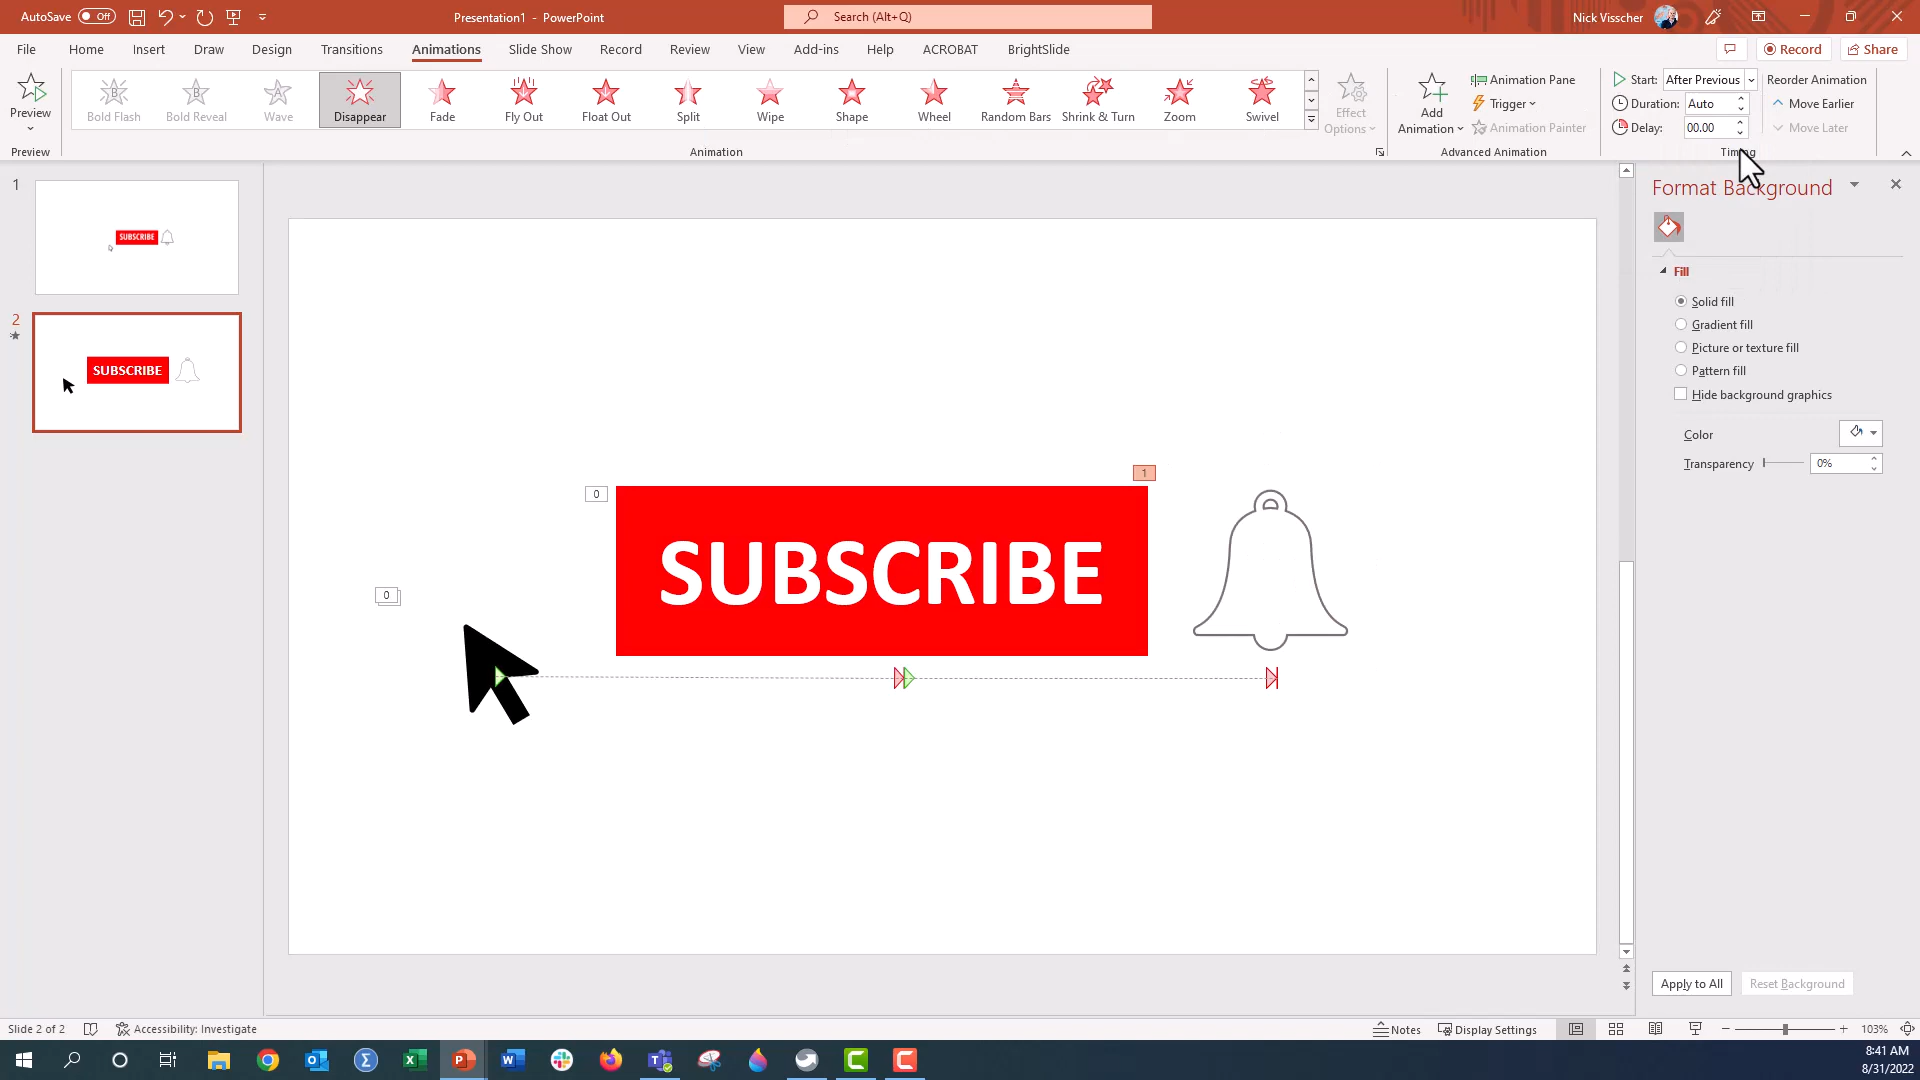 AutoSave Off
Presentation1 - PowerPoint
Search (Alt+Q)
Nick Visscher
File Home Insert Draw Design Transitions Animations Slide Show Record Review View Add-ins Help ACROBAT BrightSlide
Record Share
Preview
Bold Flash Bold Reveal Wave Disappear Fade Fly Out Float Out Split Wipe Shape Wheel Random Bars Shrink & Turn Zoom Swivel
Effect Options
Add Animation
Animation Pane
Trigger
Animation Painter
Start: After Previous
Duration: Auto
Delay: 00.00
Reorder Animation
Move Earlier
Move Later
Preview Animation Advanced Animation Timing
Format Background
Fill
Solid fill
Gradient fill
Picture or texture fill
Pattern fill
Hide background graphics
Color
Transparency 0%
Apply to All Reset Background
1
SUBSCRIBE
2
SUBSCRIBE
1
0
SUBSCRIBE
0
Slide 2 of 2 Accessibility: Investigate Notes Display Settings 103%
8:41 AM
8/31/2022